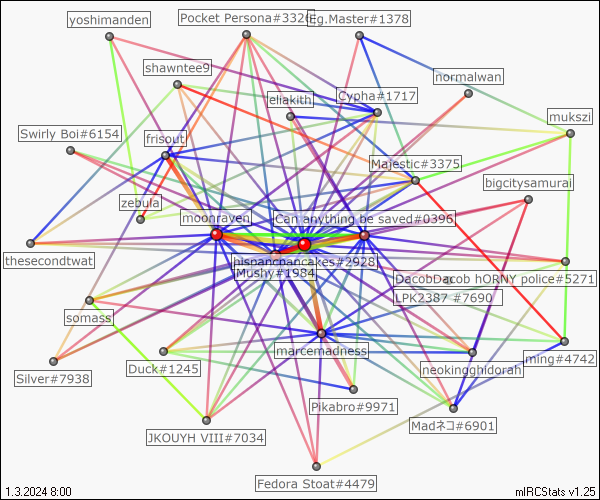 yoshimanden
Pocket Persona#3326
Eg.Master#1378
shawntee9
normalwan
eliakith
Cypha#1717
mukszi
Swirly Boi#6154
frisout
Majestic#3375
bigcitysamurai
zebula
moonraven
Can anything be saved#0396
thesecondtwat
hispanchancakes#2928
Mushy#1984
DacobDacob hORNY police#5271
LPK2387 #7690
somass
marcemadness
ming#4742
Silver#7938
Duck#1245
neokingghidorah
Pikabro#9971
JKOUYH VIII#7034
Madネコ#6901
Fedora Stoat#4479
1.3.2024 8:00
mIRCStats v1.25